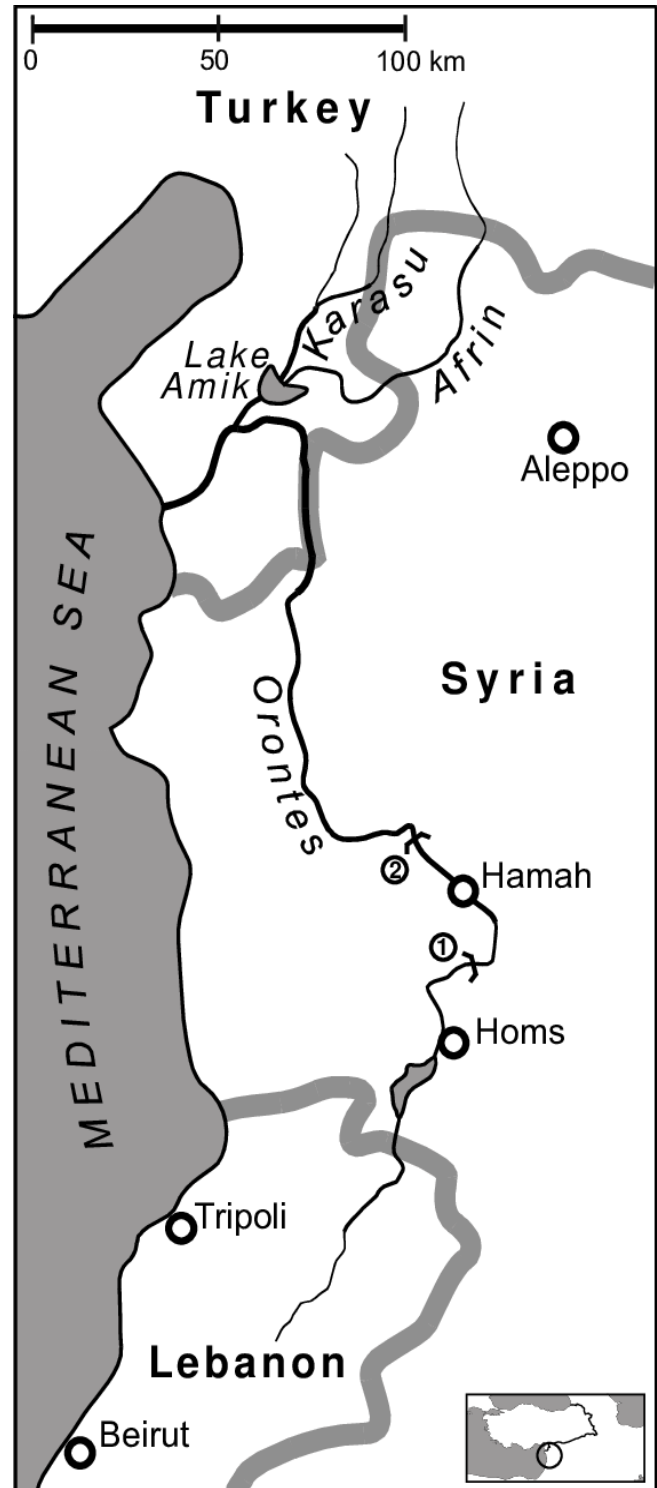 0 50 100 km
Turkey
Karasu
Afrin
Lake
Amik
Aleppo
MEDITERRANEAN SEA
Syria
Orontes
2
Hamah
1
Homs
Tripoli
Lebanon
Beirut